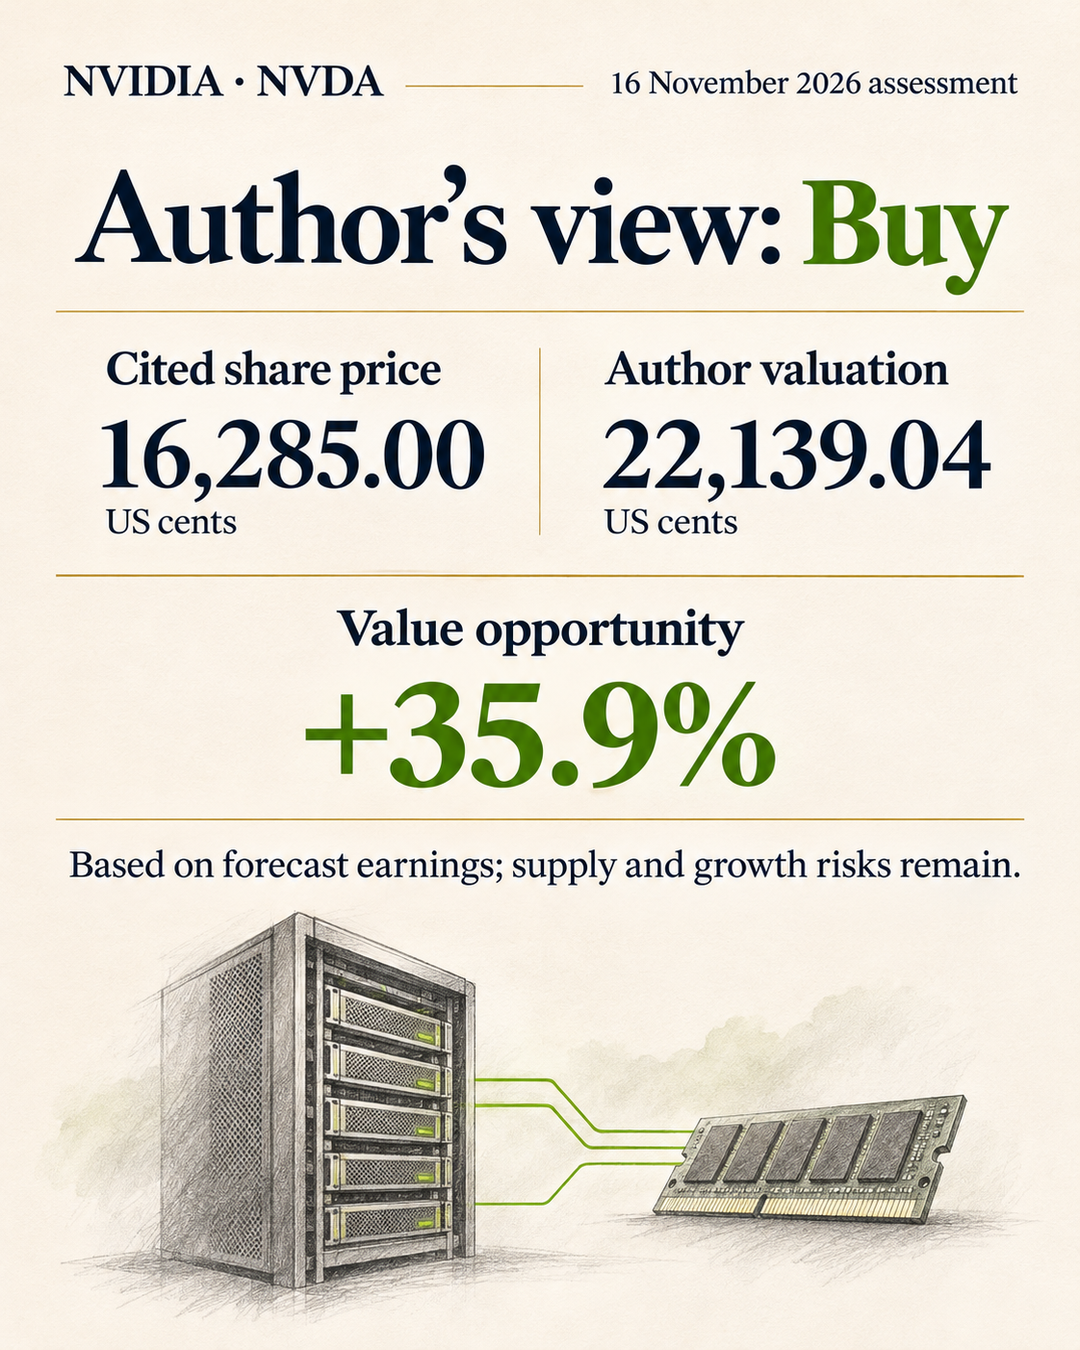 NVIDIA · NVDA
16 November 2026 assessment
Author’s view: Buy
Cited share price
16,285.00
US cents
Author valuation
22,139.04
US cents
Value opportunity
+35.9%
Based on forecast earnings; supply and growth risks remain.